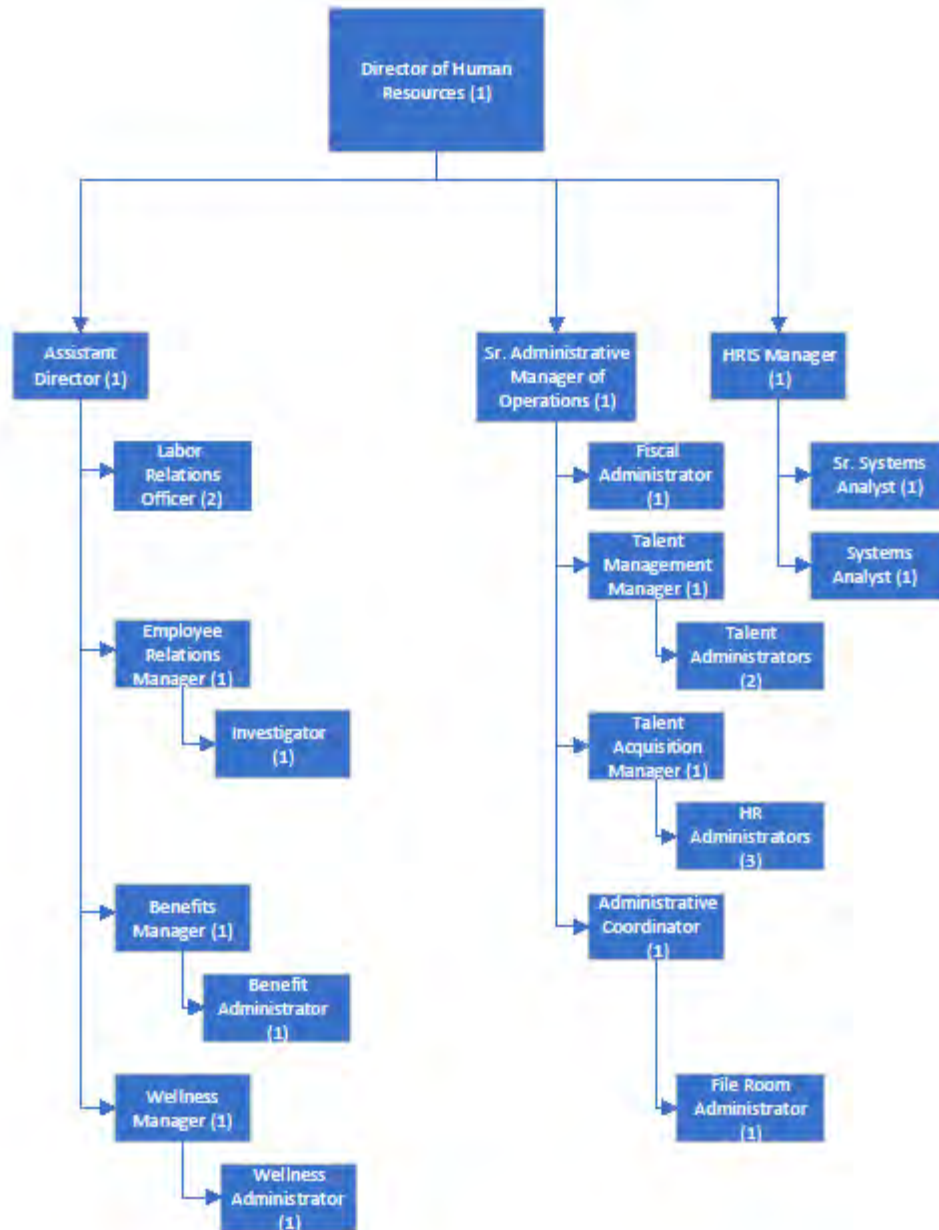 Director of Human
Resources (1)
Assistant
Director (1)
Sr. Administrative
Manager of
Operations (1)
HRIS Manager
(1)
Labor
Relations
Officer (2)
Fiscal
Administrator
(1)
Sr. Systems
Analyst (1)
Talent
Management
Manager (1)
Systems
Analyst (1)
Employee
Relations
Manager (1)
Talent
Administrators
(2)
Investigator
(1)
Talent
Acquisition
Manager (1)
HR
Administrators
(3)
Benefits
Manager (1)
Administrative
Coordinator
(1)
Benefit
Administrator
(1)
Wellness
Manager (1)
File Room
Administrator
(1)
Wellness
Administrator
(1)